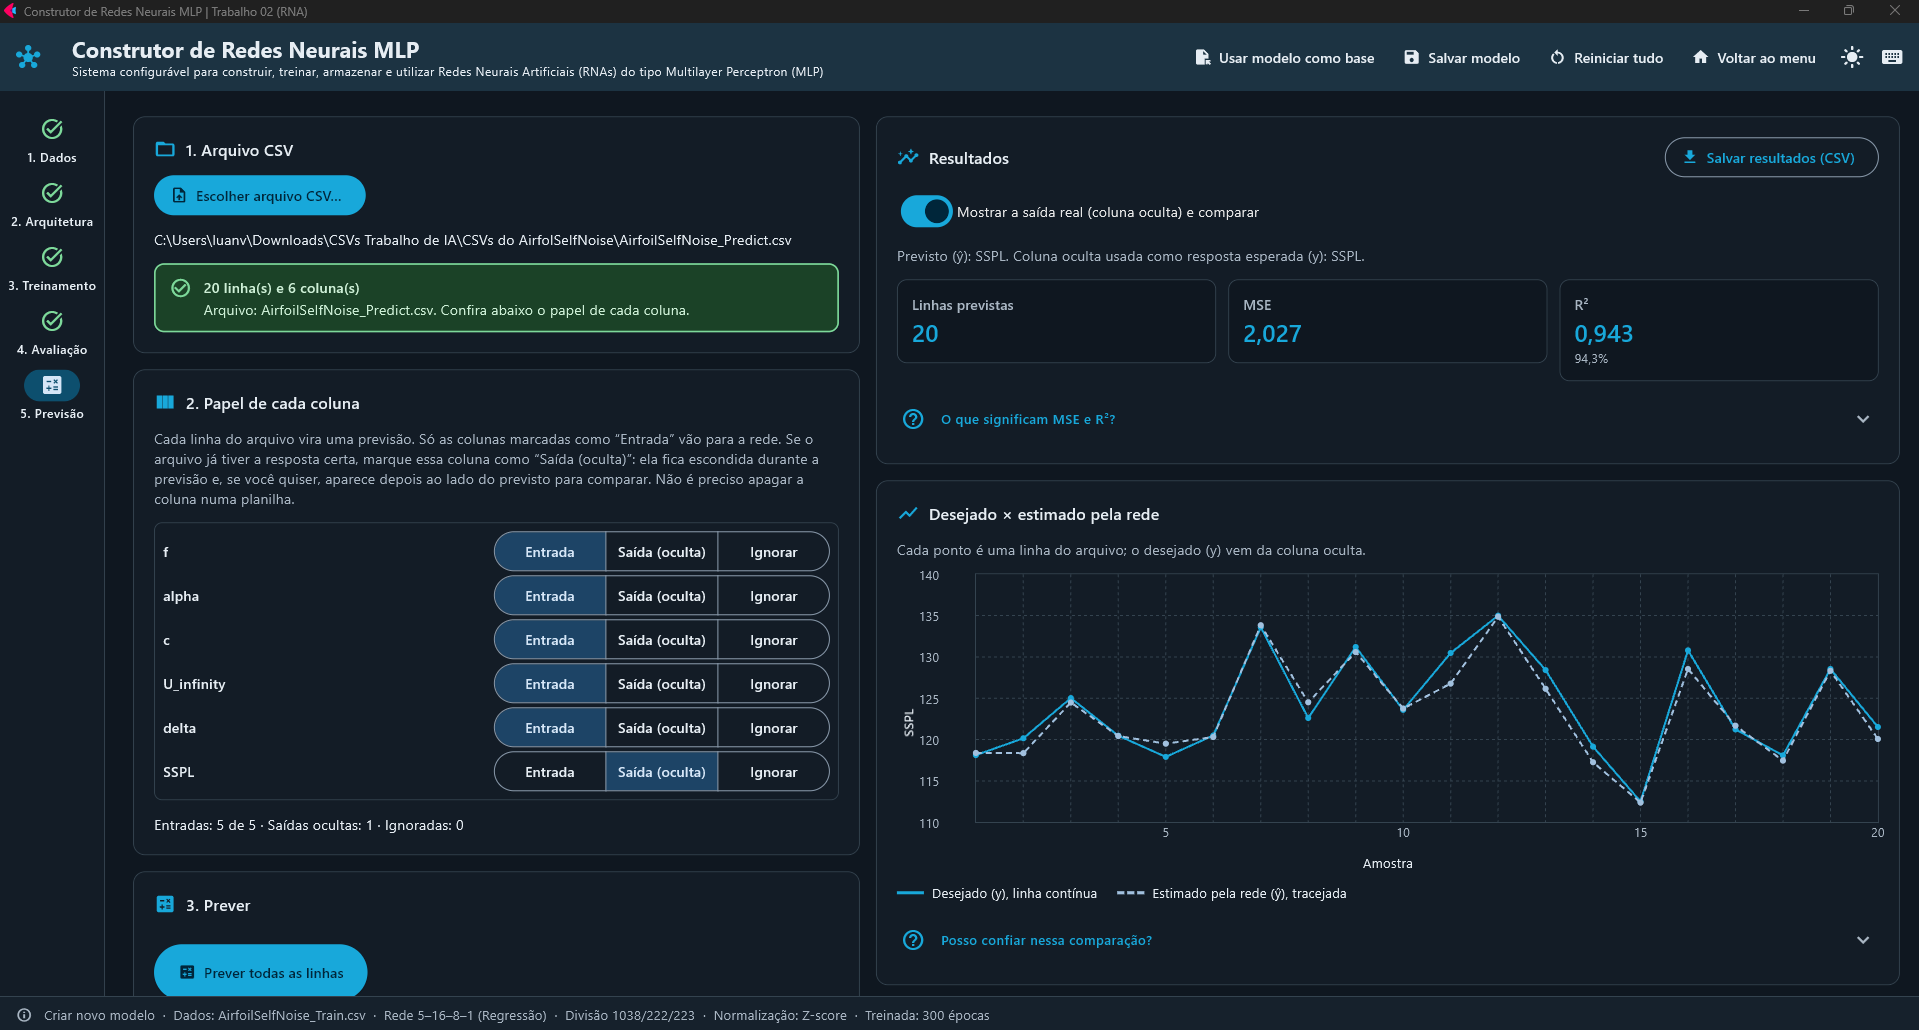 Construtor de Redes Neurais MLP | Trabalho 02 (RNA)
Construtor de Redes Neurais MLP
Sistema configurável para construir, treinar, armazenar e utilizar Redes Neurais Artificiais (RNAs) do tipo Multilayer Perceptron (MLP)
Usar modelo como base
Salvar modelo
Reiniciar tudo
Voltar ao menu
1. Dados
2. Arquitetura
3. Treinamento
4. Avaliação
5. Previsão
1. Arquivo CSV
Escolher arquivo CSV...
C:\Users\luanv\Downloads\CSVs Trabalho de IA\CSVs do AirfolSelfNoise\AirfoilSelfNoise_Predict.csv
20 linha(s) e 6 coluna(s)
Arquivo: AirfoilSelfNoise_Predict.csv. Confira abaixo o papel de cada coluna.
2. Papel de cada coluna
Cada linha do arquivo vira uma previsão. Só as colunas marcadas como “Entrada” vão para a rede. Se o
arquivo já tiver a resposta certa, marque essa coluna como “Saída (oculta)”: ela fica escondida durante a
previsão e, se você quiser, aparece depois ao lado do previsto para comparar. Não é preciso apagar a
coluna numa planilha.
f Entrada Saída (oculta) Ignorar
alpha Entrada Saída (oculta) Ignorar
c Entrada Saída (oculta) Ignorar
U_infinity Entrada Saída (oculta) Ignorar
delta Entrada Saída (oculta) Ignorar
SSPL Entrada Saída (oculta) Ignorar
Entradas: 5 de 5 · Saídas ocultas: 1 · Ignoradas: 0
3. Prever
Prever todas as linhas
Resultados
Salvar resultados (CSV)
Mostrar a saída real (coluna oculta) e comparar
Previsto (ŷ): SSPL. Coluna oculta usada como resposta esperada (y): SSPL.
Linhas previstas
20
MSE
2,027
R²
0,943
94,3%
O que significam MSE e R²?
Desejado × estimado pela rede
Cada ponto é uma linha do arquivo; o desejado (y) vem da coluna oculta.
140
135
130
125
120
115
110
SSPL
5 10 15 20
Amostra
Desejado (y), linha contínua
Estimado pela rede (ŷ), tracejada
Posso confiar nessa comparação?
Criar novo modelo · Dados: AirfoilSelfNoise_Train.csv · Rede 5–16–8–1 (Regressão) · Divisão 1038/222/223 · Normalização: Z-score · Treinada: 300 épocas